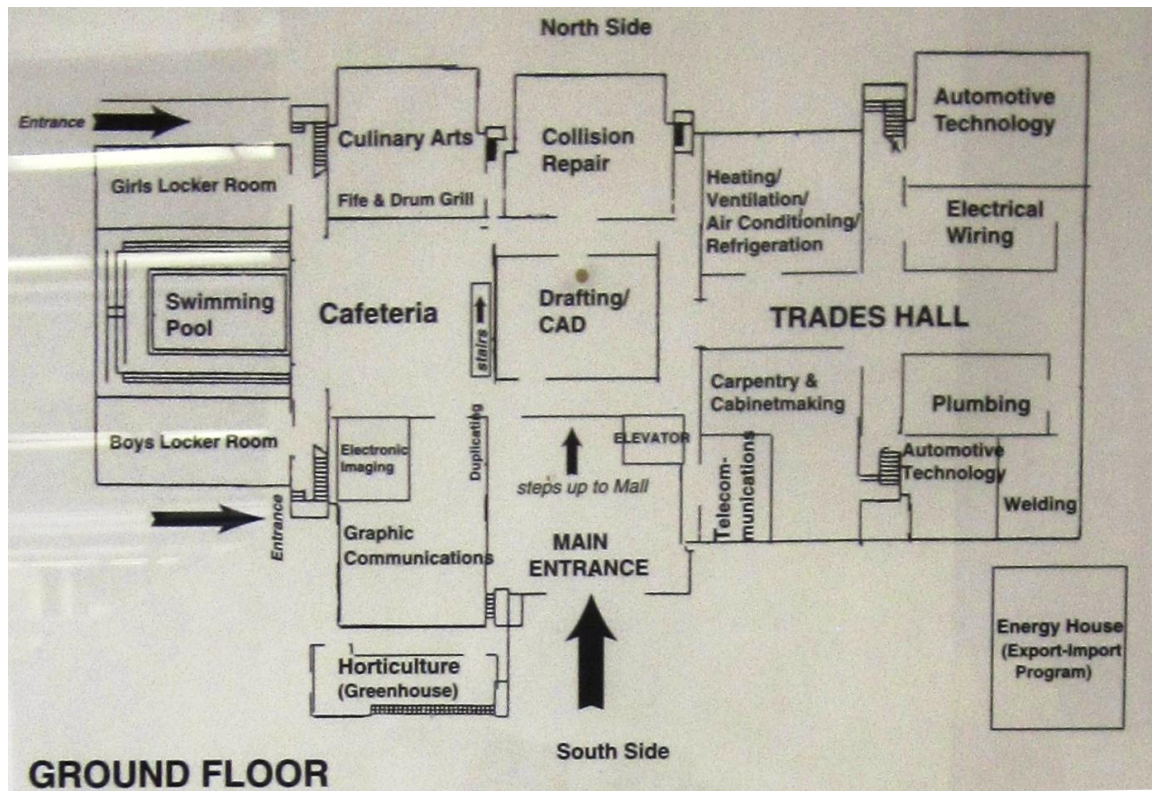 North Side
Entrance
Culinary Arts
Collision
Repair
Automotive
Technology
Girls Locker Room
Fife & Drum Grill
Heating/
Ventilation/
Air Conditioning/
Refrigeration
Electrical
Wiring
Swimming
Pool
Cafeteria
stairs
Drafting/
CAD
TRADES HALL
Carpentry &
Cabinetmaking
Plumbing
Boys Locker Room
Electronic
Imaging
Duplicating
ELEVATOR
steps up to Mall
Telecom-
munications
Automotive
Technology
Welding
Entrance
Graphic
Communications
MAIN
ENTRANCE
Energy House
(Export-Import
Program)
Horticulture
(Greenhouse)
South Side
GROUND FLOOR